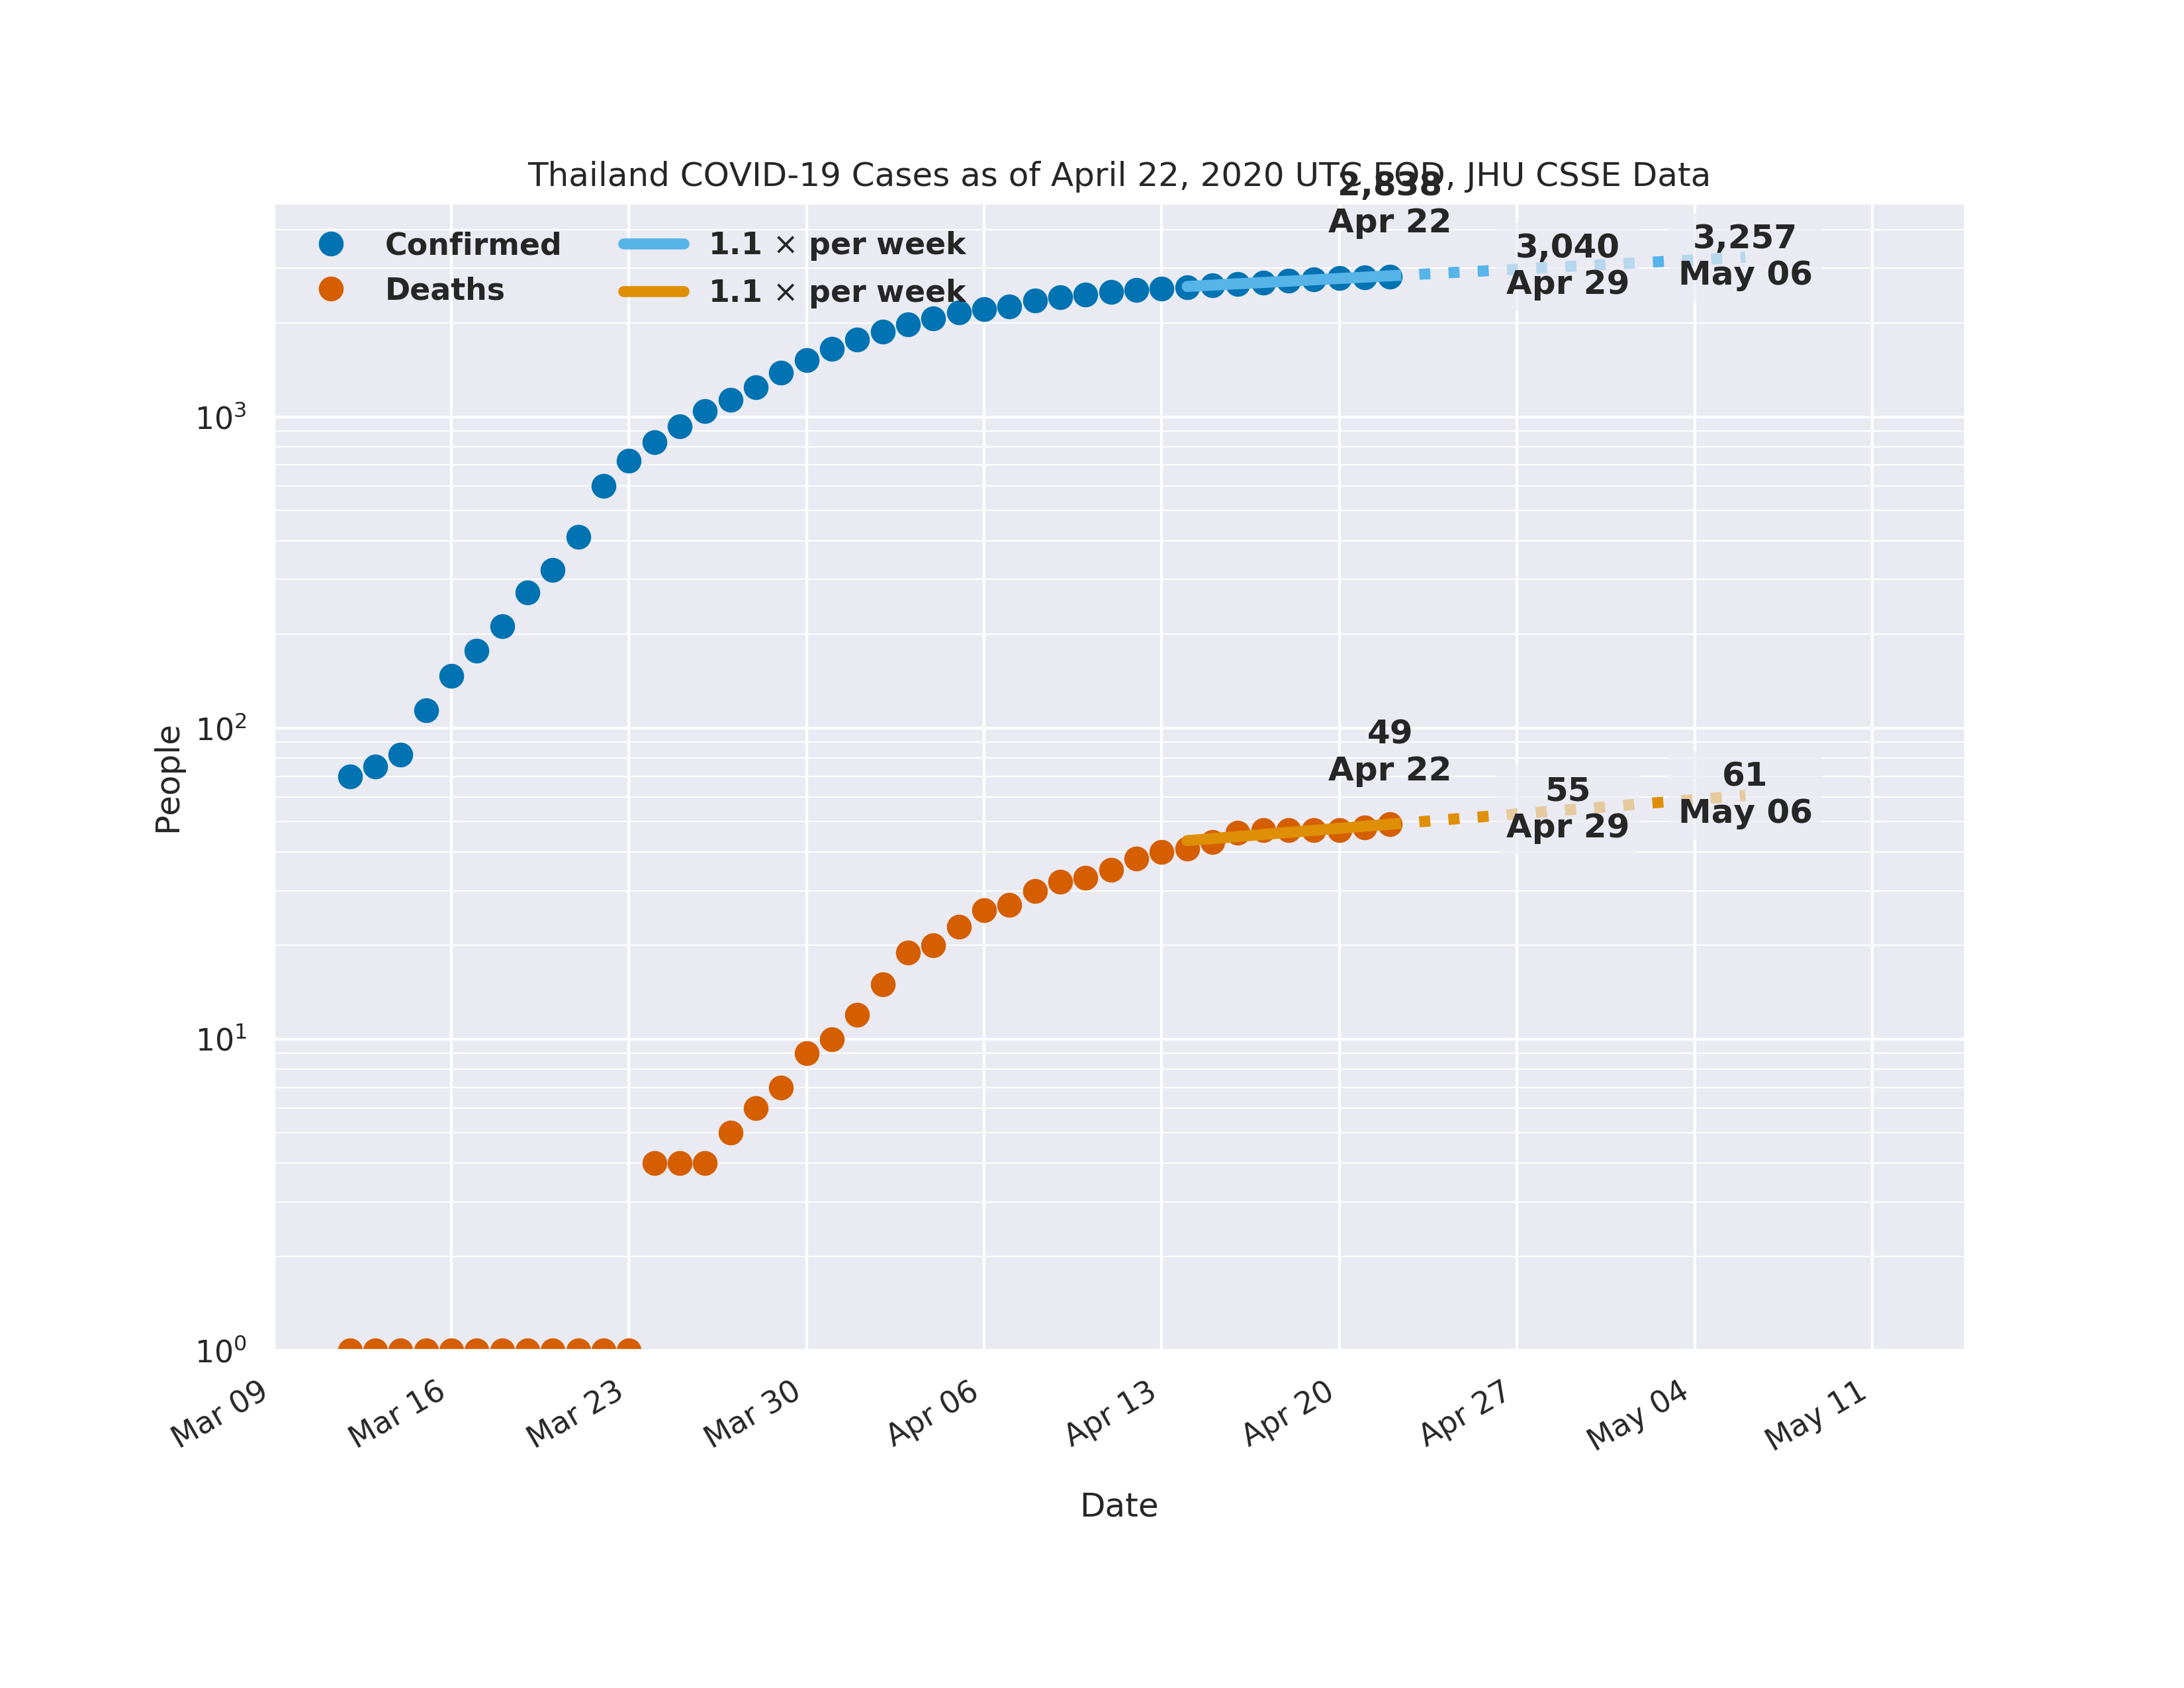 Thailand COVID-19 Cases as of April 22, 2020 UTC EOD, JHU CSSE Data
2,838
Apr 22
3,040
Apr 29
3,257
May 06
Confirmed
Deaths
1.1 × per week
1.1 × per week
49
Apr 22
55
Apr 29
61
May 06
People
10³
10²
10¹
10⁰
Mar 09
Mar 16
Mar 23
Mar 30
Apr 06
Apr 13
Apr 20
Apr 27
May 04
May 11
Date